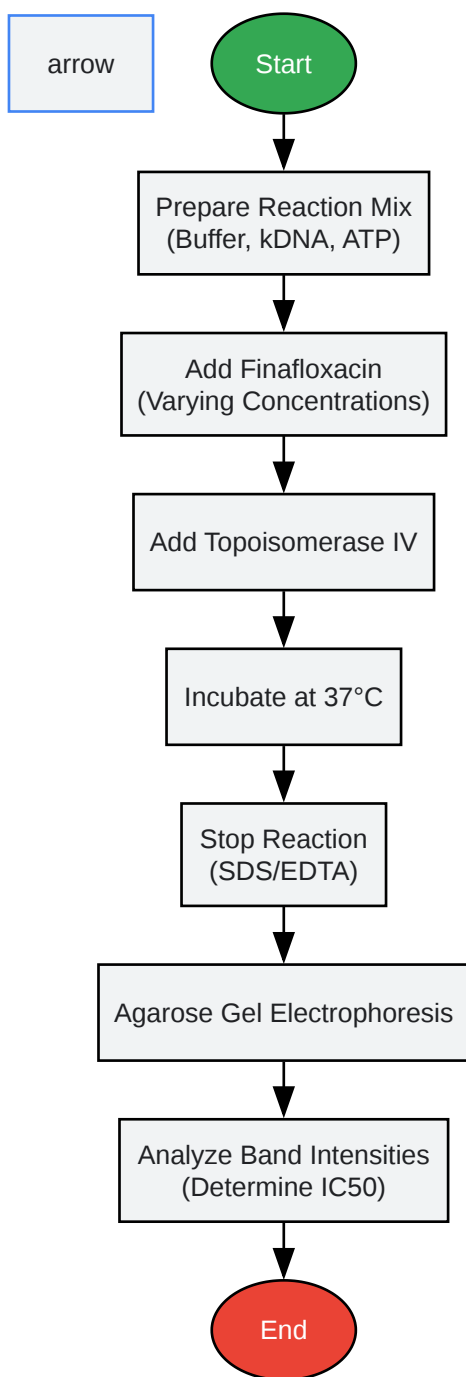 arrow
Start
Prepare Reaction Mix
(Buffer, kDNA, ATP)
Add Finafloxacin
(Varying Concentrations)
Add Topoisomerase IV
Incubate at 37°C
Stop Reaction
(SDS/EDTA)
Agarose Gel Electrophoresis
Analyze Band Intensities
(Determine IC50)
End